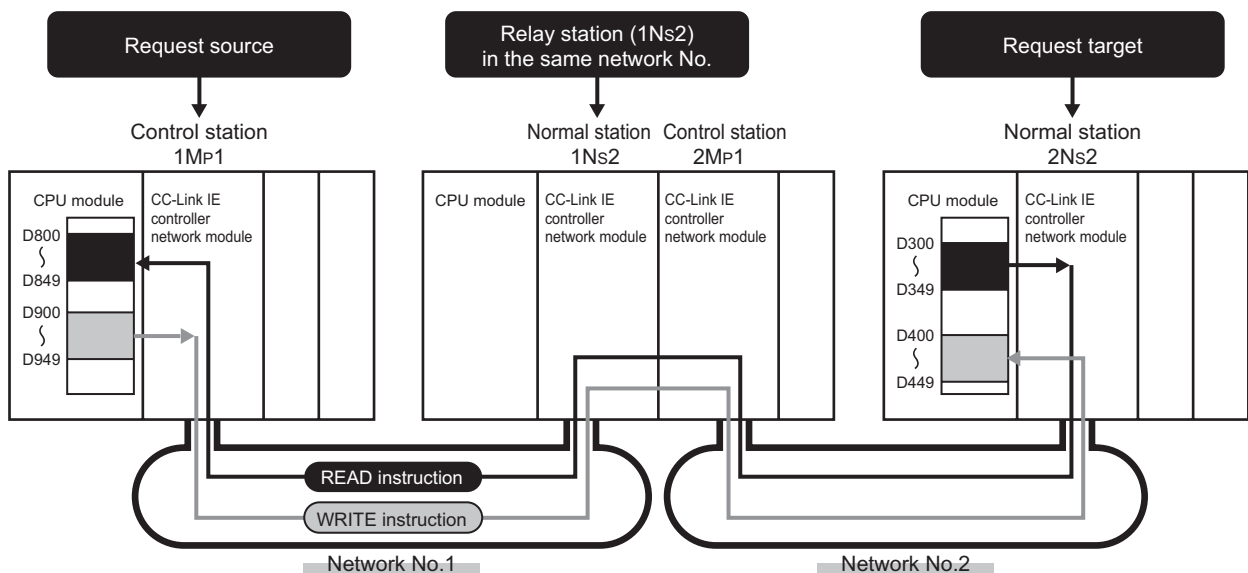 Request source
Relay station (1Ns2)
in the same network No.
Request target
Control station
1MP1
Normal station
1Ns2
Control station
2MP1
Normal station
2Ns2
CPU module
CC-Link IE
controller
network module
D800
D849
D900
D949
CPU module
CC-Link IE
controller
network module
CC-Link IE
controller
network module
CPU module
CC-Link IE
controller
network module
D300
D349
D400
D449
READ instruction
WRITE instruction
Network No.1
Network No.2